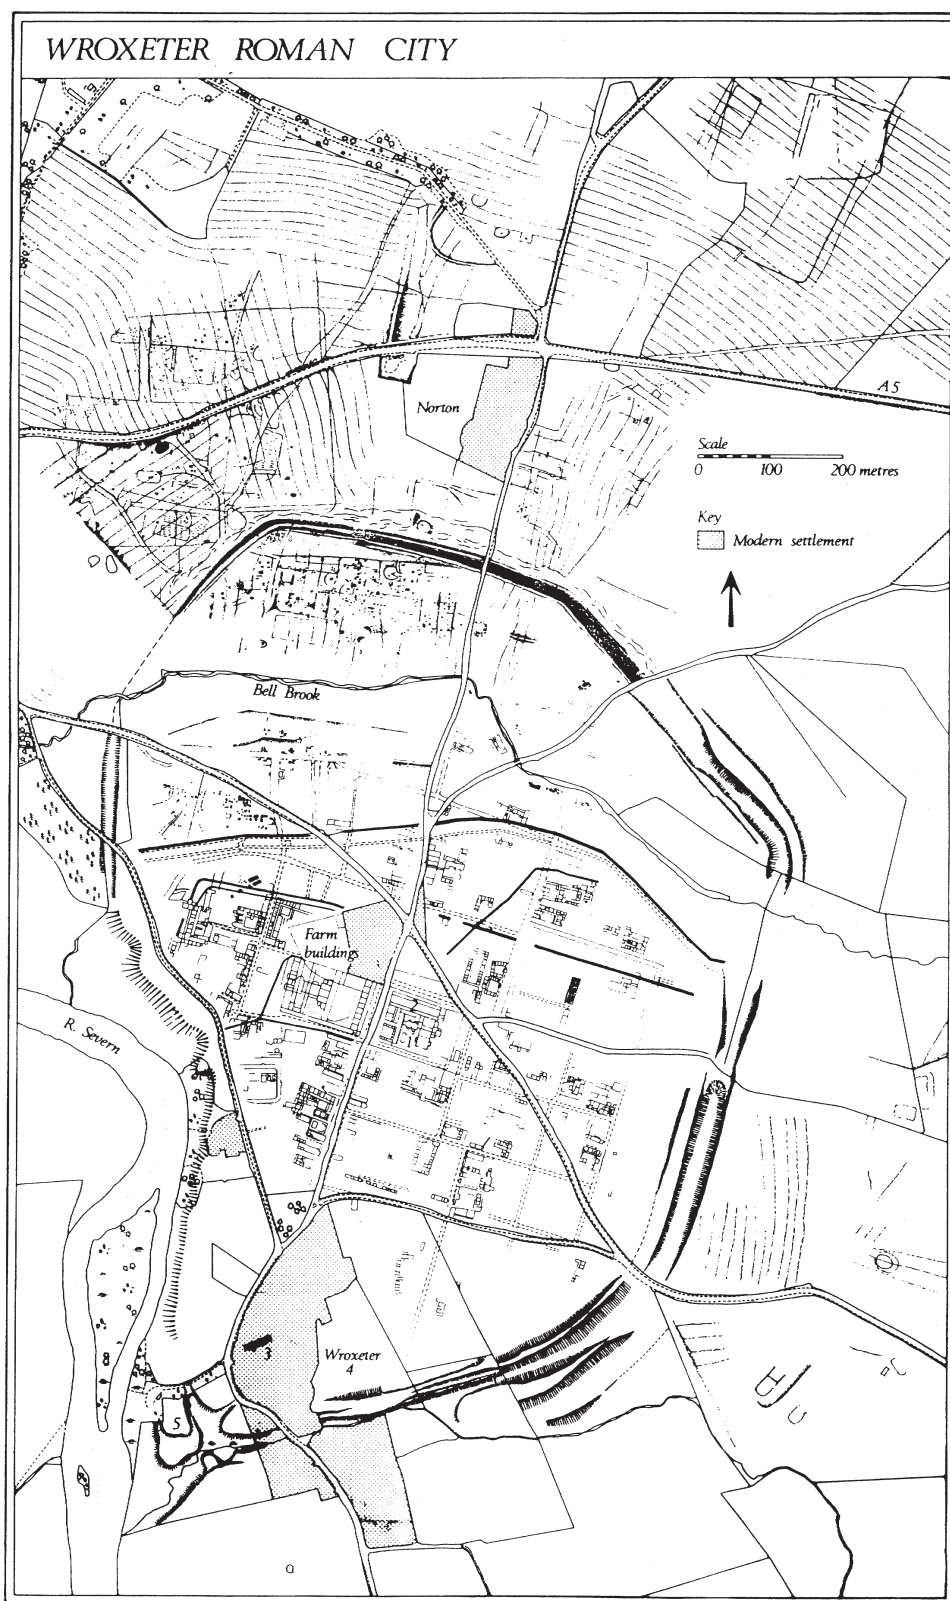 WROXETER ROMAN CITY
A5
Norton
Scale
0 100 200 metres
Key
Modern settlement
Bell Brook
Farm
buildings
2
R. Severn
3
Wroxeter
4
5